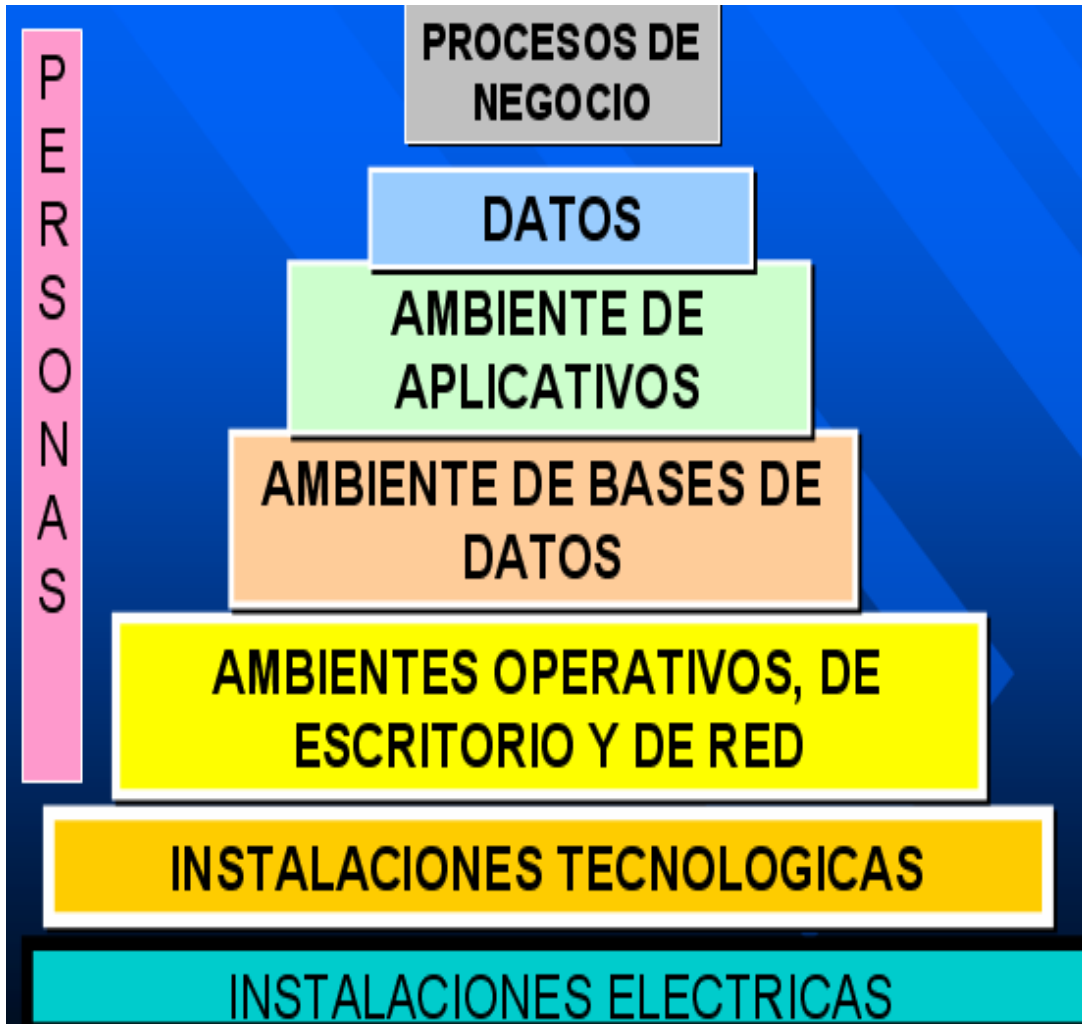 PERSONAS
PROCESOS DE
NEGOCIO
DATOS
AMBIENTE DE
APLICATIVOS
AMBIENTE DE BASES DE
DATOS
AMBIENTES OPERATIVOS, DE
ESCRITORIO Y DE RED
INSTALACIONES TECNOLOGICAS
INSTALACIONES ELECTRICAS